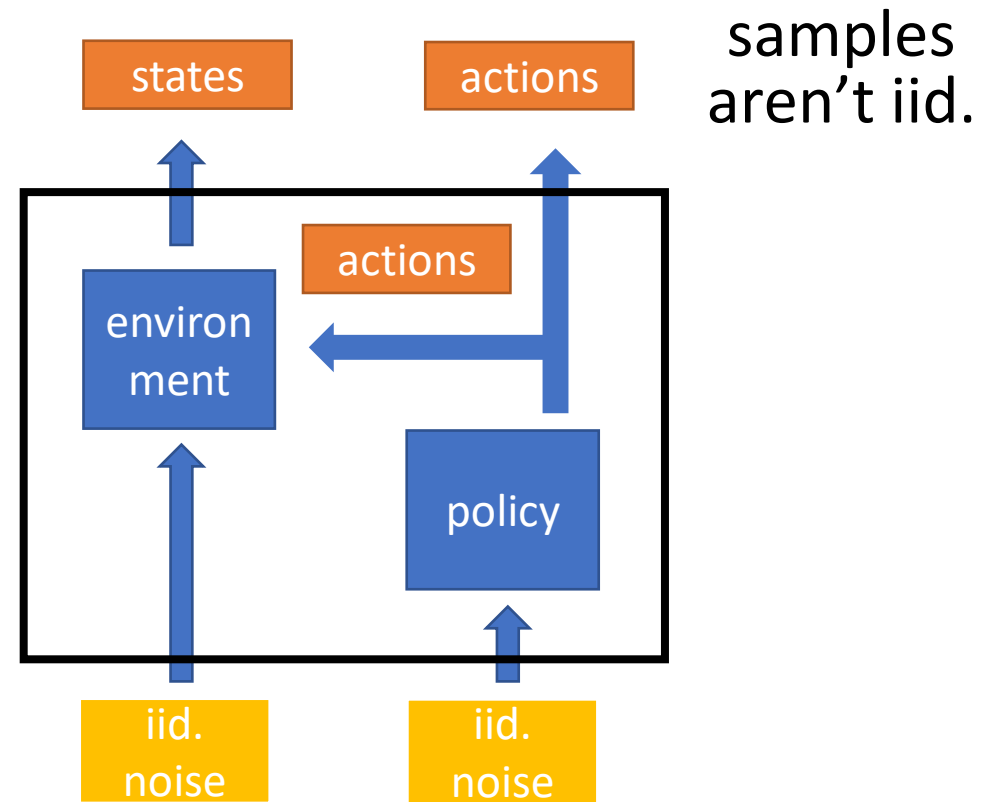 states
actions
samples
aren't iid.
actions
environ
ment
policy
iid.
noise
iid.
noise